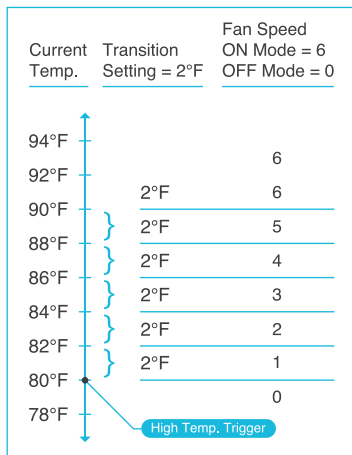 Current Temp.
Transition Setting = 2°F
Fan Speed
ON Mode = 6
OFF Mode = 0
94°F
6
92°F
2°F 6
90°F
2°F 5
88°F
2°F 4
86°F
2°F 3
84°F
2°F 2
82°F
2°F 1
80°F
0
78°F
High Temp. Trigger